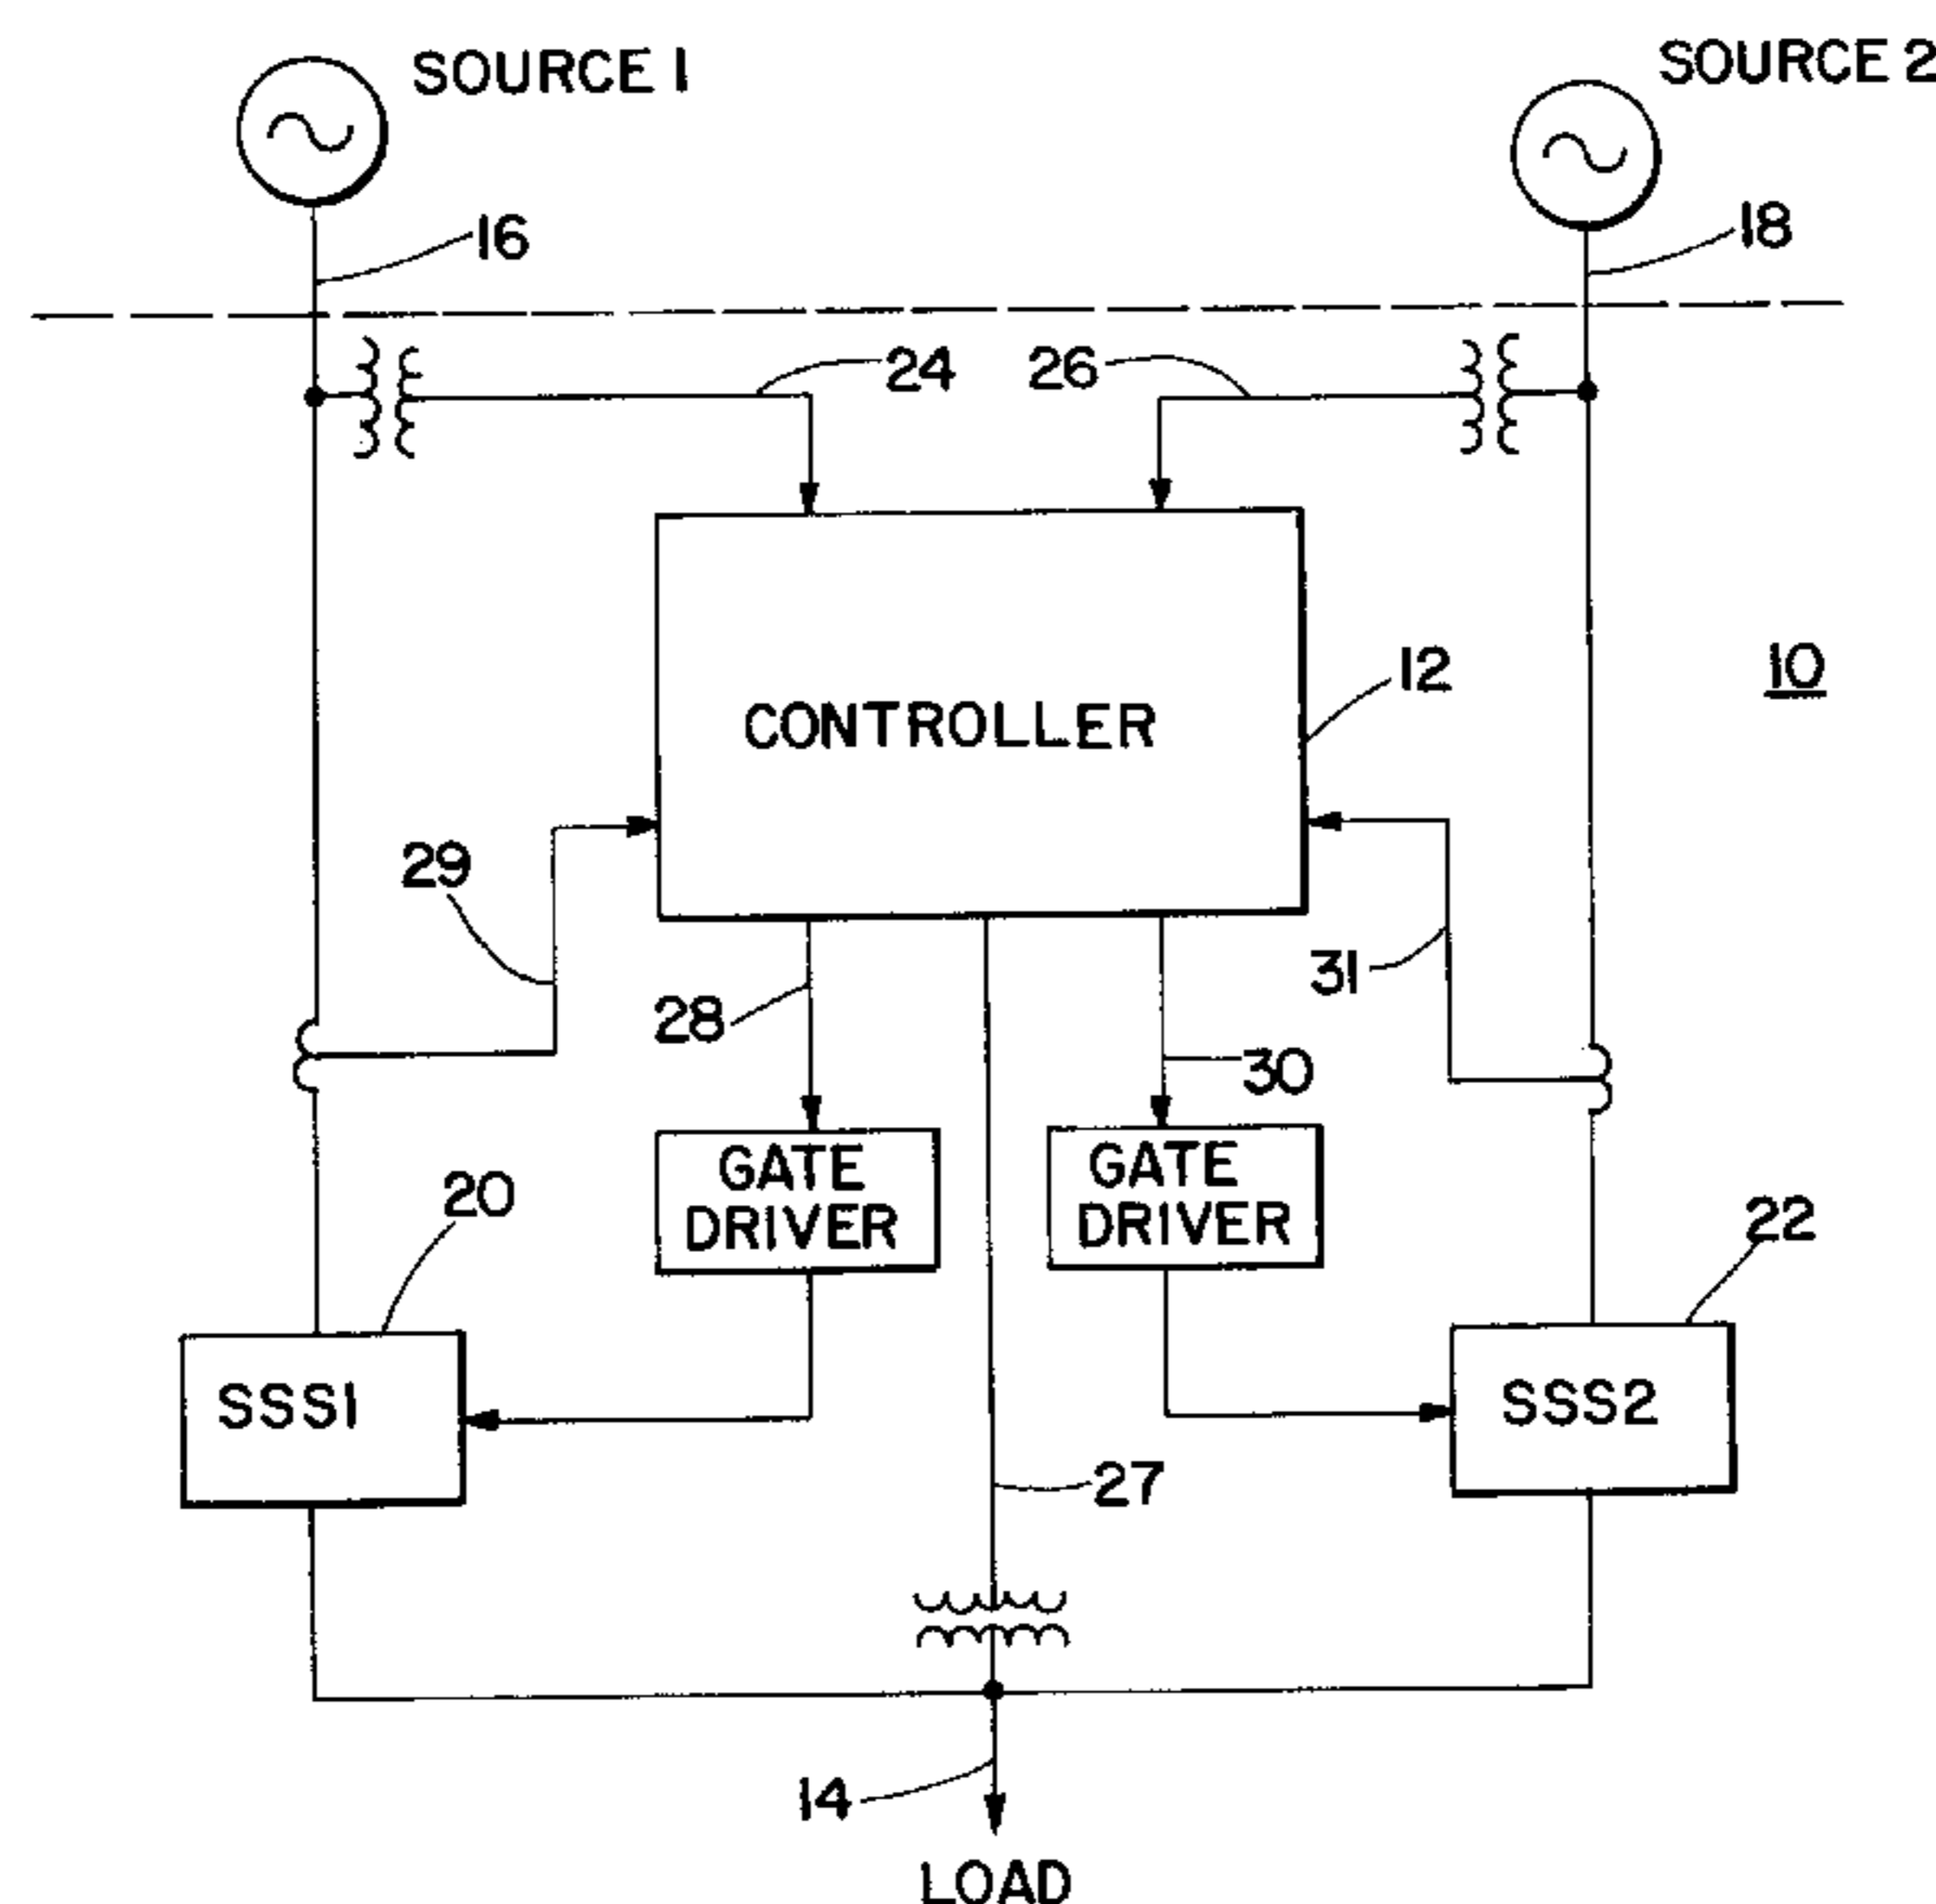 SOURCE 1
SOURCE 2
16
18
24
26
12
10
CONTROLLER
29
31
28
30
GATE
DRIVER
GATE
DRIVER
20
22
SSS1
SSS2
27
14
LOAD